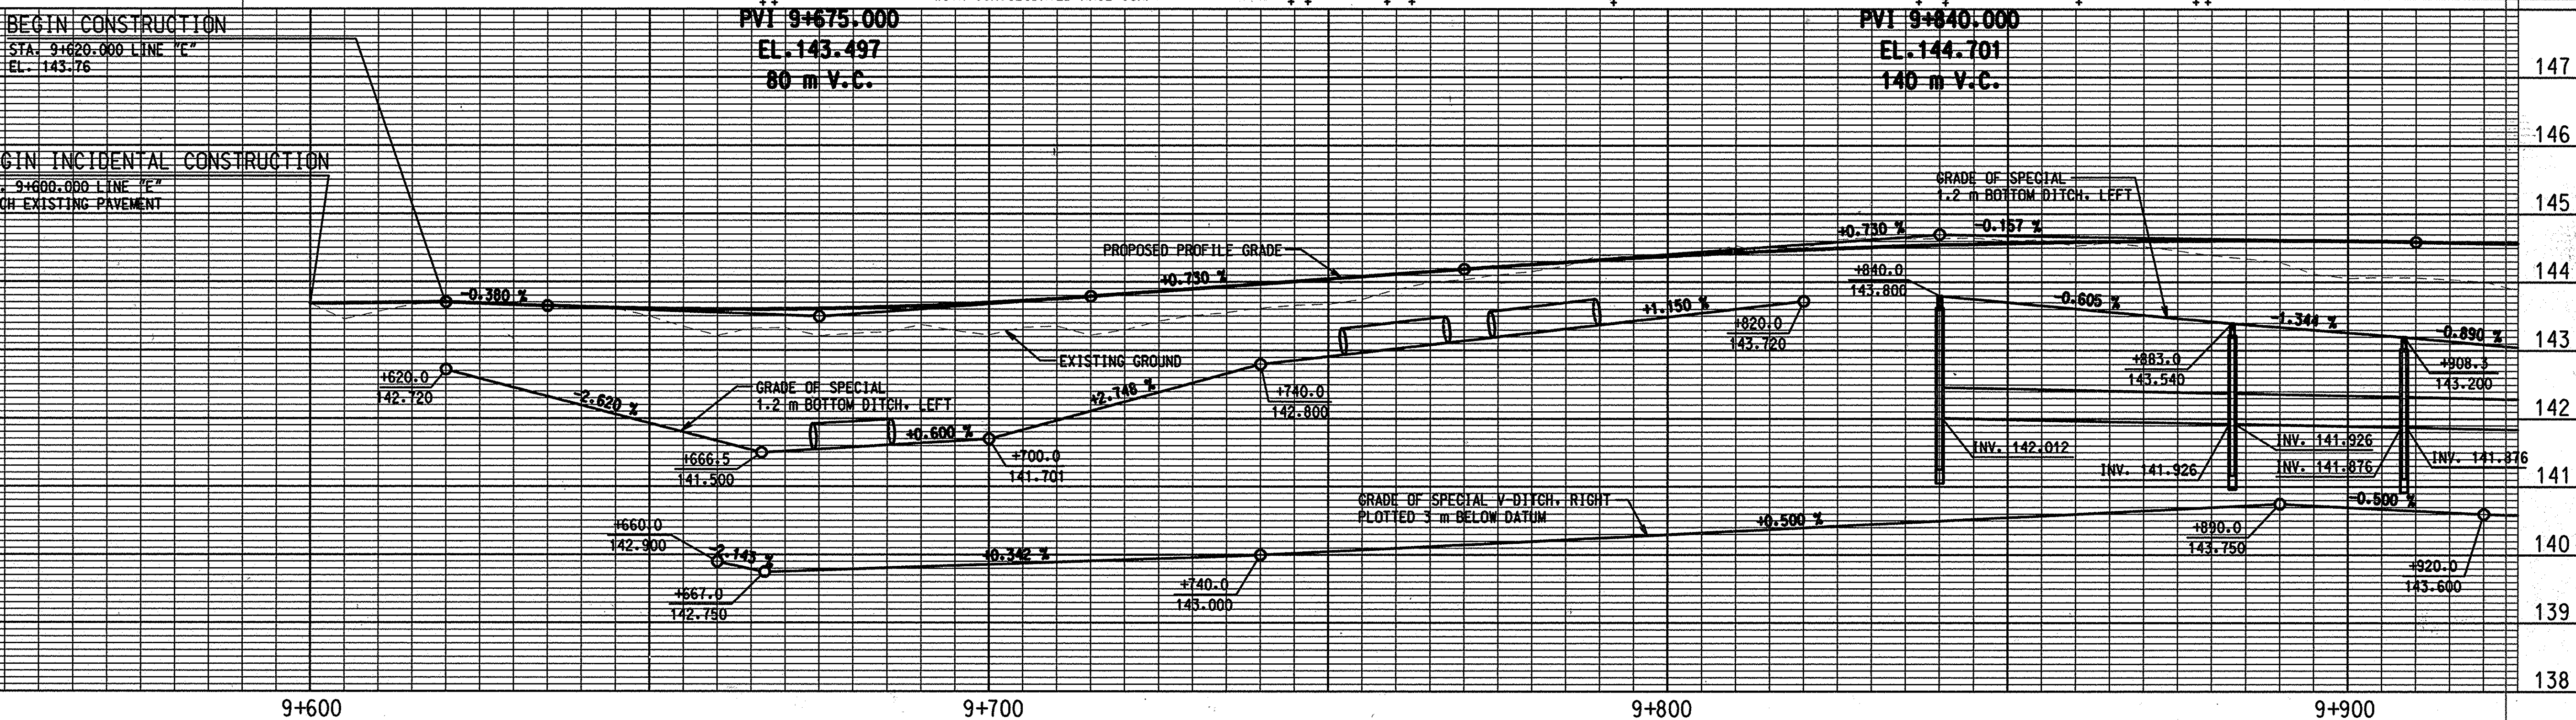 BEGIN CONSTRUCTION
STA. 9+620.000 LINE "E"
EL. 143.76
PVI 9+675.000
EL.143.497
80 m V.C.
PVI 9+840.000
EL.144.701
140 m V.C.
147
146
145
144
143
142
141
140
139
138
GIN INCIDENTAL CONSTRUCTION
. 9+600.000 LINE "E"
CH EXISTING PAVEMENT
GRADE OF SPECIAL
1.2 m BOTTOM DITCH, LEFT
PROPOSED PROFILE GRADE
-0.380 %
+0.730 %
+0.730 %
-0.157 %
+840.0
143.800
-0.605 %
-1.344 %
-0.890 %
+1.150 %
+820.0
143.720
EXISTING GROUND
+883.0
143.540
+908.3
143.200
+620.0
142.720
-2.620 %
GRADE OF SPECIAL
1.2 m BOTTOM DITCH, LEFT
+2.748 %
+740.0
142.800
+0.600 %
+666.5
141.500
+700.0
141.701
INV. 142.012
INV. 141.926
INV. 141.926
INV. 141.876
INV. 141.876
GRADE OF SPECIAL V-DITCH, RIGHT
PLOTTED 3 m BELOW DATUM
+0.500 %
-0.500 %
+660.0
142.900
-2.143 %
+0.342 %
+667.0
142.750
+740.0
143.000
+890.0
143.750
+920.0
143.600
9+600
9+700
9+800
9+900